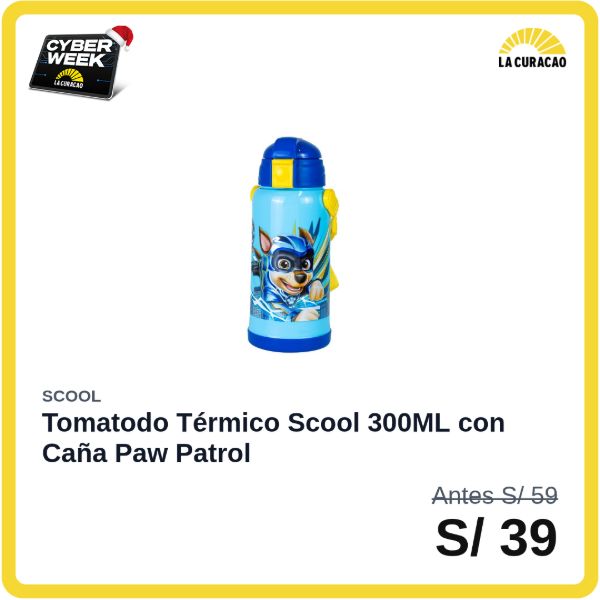 CYBER
WEEK
LA CURACAO
LA CURACAO
SCOOL
Tomatodo Térmico Scool 300ML con
Caña Paw Patrol
Antes S/ 59
S/ 39